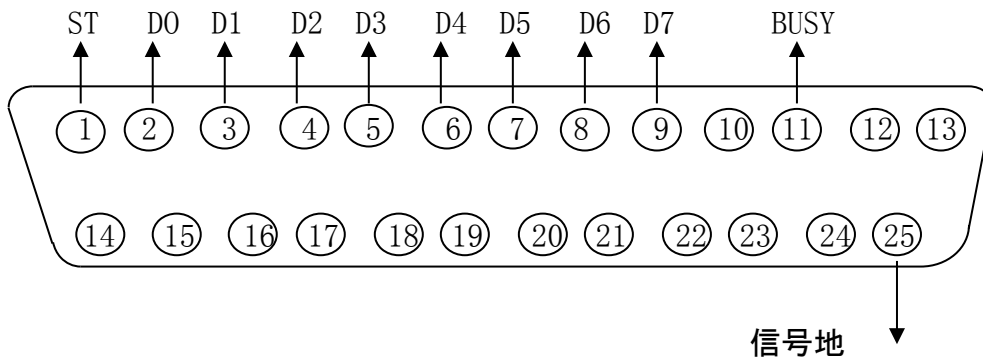 ST D0 D1 D2 D3 D4 D5 D6 D7 BUSY
1 2 3 4 5 6 7 8 9 10 11 12 13
14 15 16 17 18 19 20 21 22 23 24 25
信号地